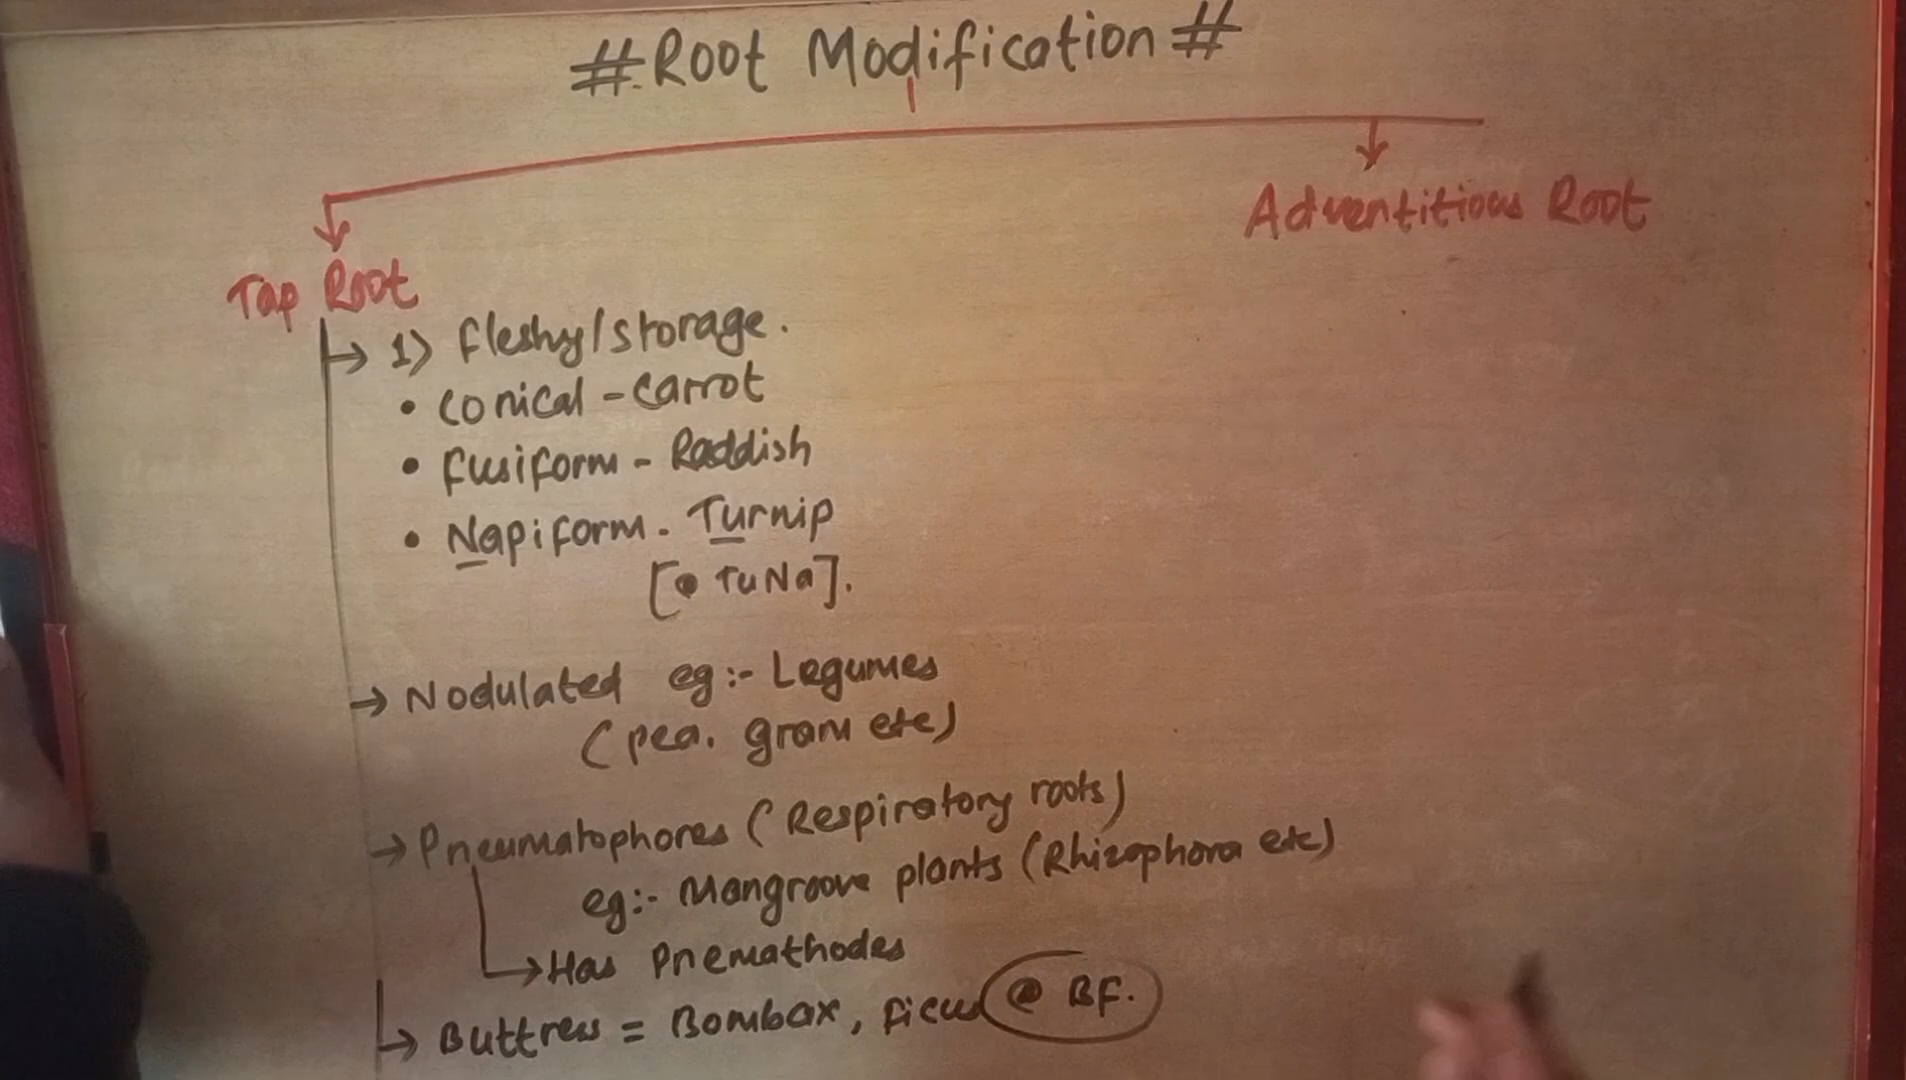 # Root Modification #
Tap Root
Adventitious Root
→ 1) fleshy/storage.
• conical - carrot
• fusiform - Raddish
• Napiform - Turnip
[@ TuNa].
→ Nodulated eg:- Legumes
(pea, gram etc)
→ Pneumatophores (Respiratory roots)
eg:- Mangroove plants (Rhizophora etc)
→ Has Pnemathodes
→ Buttress = Bombax, ficus @ BF.